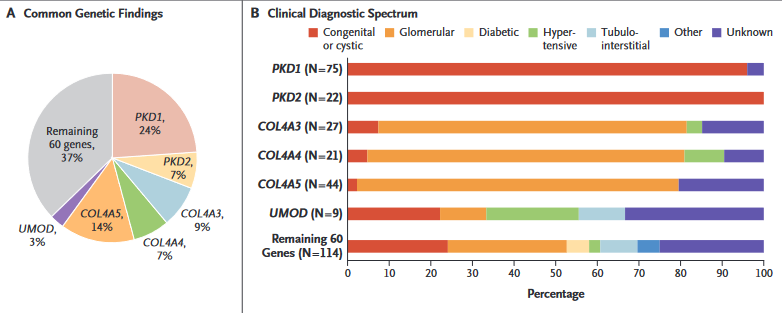 A Common Genetic Findings
PKD1,
24%
PKD2,
7%
COL4A3,
9%
COL4A4,
7%
COL4A5,
14%
UMOD,
3%
Remaining
60 genes,
37%
B Clinical Diagnostic Spectrum
Congenital
or cystic
Glomerular
Diabetic
Hyper-
tensive
Tubulo-
interstitial
Other
Unknown
PKD1 (N=75)
PKD2 (N=22)
COL4A3 (N=27)
COL4A4 (N=21)
COL4A5 (N=44)
UMOD (N=9)
Remaining 60
Genes (N=114)
0 10 20 30 40 50 60 70 80 90 100
Percentage